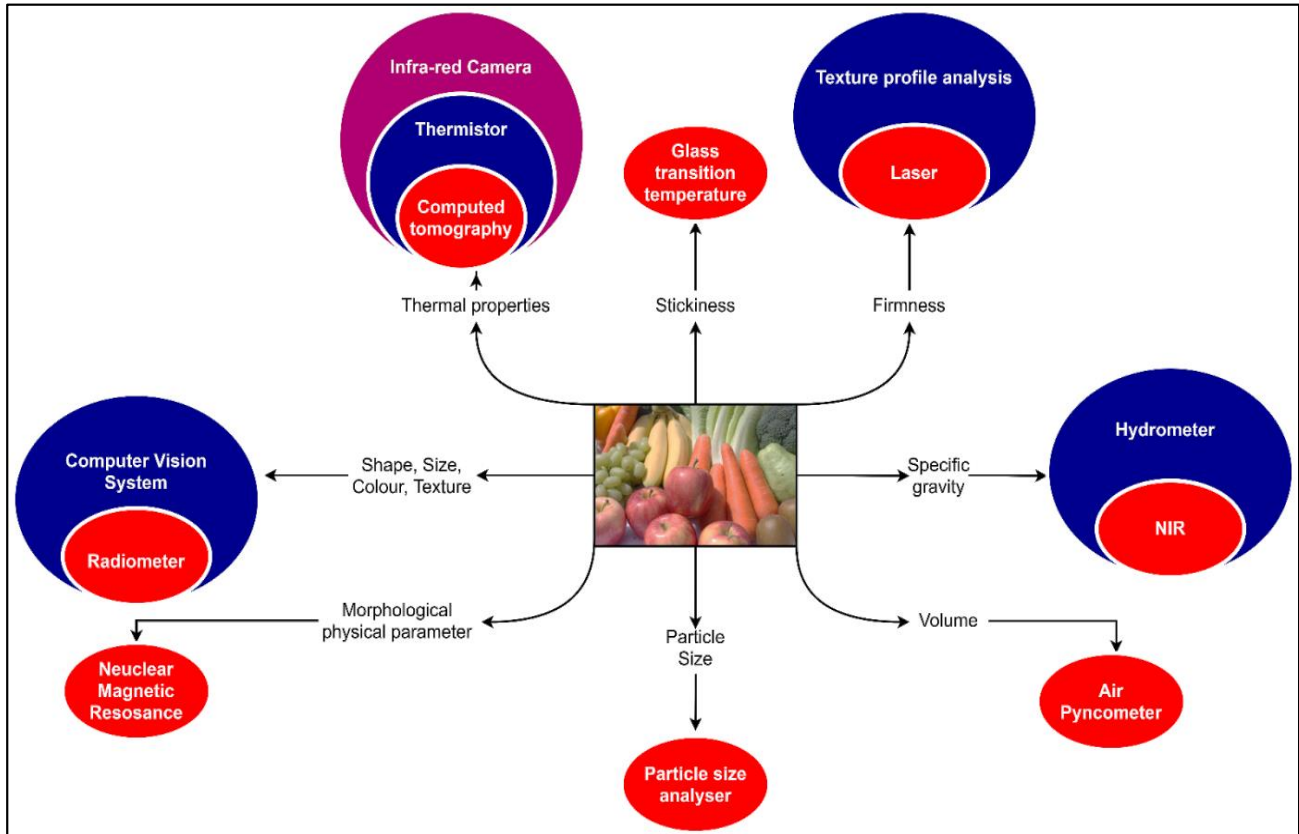 Infra-red Camera
Thermistor
Computed
tomography
Thermal properties
Glass
transition
temperature
Stickiness
Texture profile analysis
Laser
Firmness
Computer Vision
System
Radiometer
Shape, Size,
Colour, Texture
Specific
gravity
Hydrometer
NIR
Morphological
physical parameter
Neuclear
Magnetic
Resosance
Particle
Size
Particle size
analyser
Volume
Air
Pyncometer